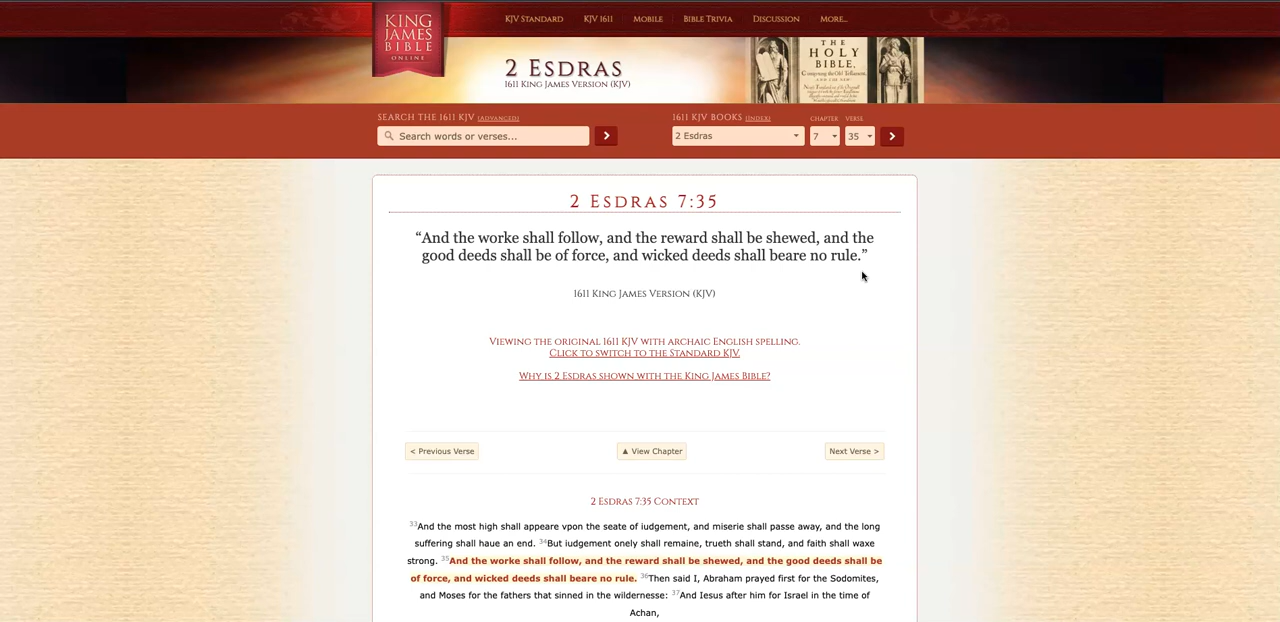 KING
JAMES
BIBLE
ONLINE
KJV STANDARD KJV 1611 MOBILE BIBLE TRIVIA DISCUSSION MORE...
2 ESDRAS
1611 KING JAMES VERSION (KJV)
THE
HOLY
BIBLE,
SEARCH THE 1611 KJV (ADVANCED)
Search words or verses...
1611 KJV BOOKS (INDEX) CHAPTER VERSE
2 Esdras 7 35
2 ESDRAS 7:35
“And the worke shall follow, and the reward shall be shewed, and the
good deeds shall be of force, and wicked deeds shall beare no rule.”
1611 KING JAMES VERSION (KJV)
VIEWING THE ORIGINAL 1611 KJV WITH ARCHAIC ENGLISH SPELLING.
CLICK TO SWITCH TO THE STANDARD KJV.
WHY IS 2 ESDRAS SHOWN WITH THE KING JAMES BIBLE?
< Previous Verse ▲ View Chapter Next Verse >
2 ESDRAS 7:35 CONTEXT
33And the most high shall appeare vpon the seate of iudgement, and miserie shall passe away, and the long
suffering shall haue an end. 34But iudgement onely shall remaine, trueth shall stand, and faith shall waxe
strong. 35And the worke shall follow, and the reward shall be shewed, and the good deeds shall be
of force, and wicked deeds shall beare no rule. 36Then said I, Abraham prayed first for the Sodomites,
and Moses for the fathers that sinned in the wildernesse: 37And Iesus after him for Israel in the time of
Achan,